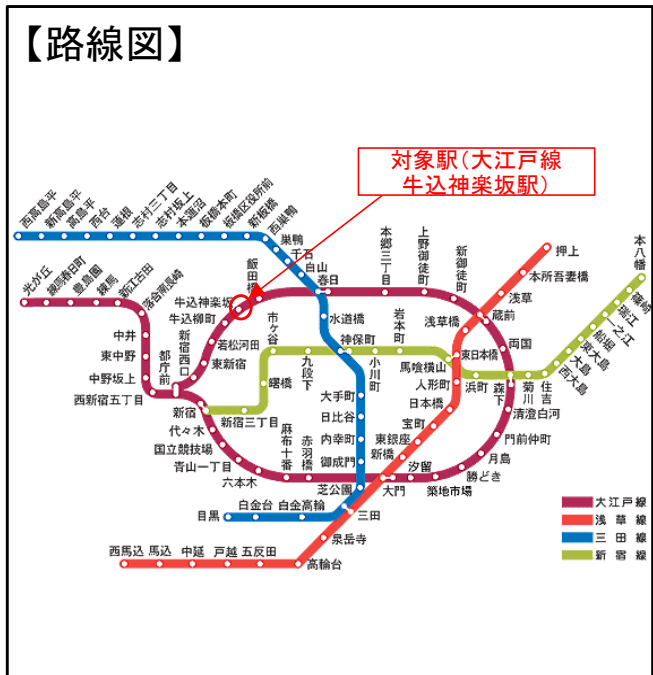 【路線図】
対象駅(大江戸線
牛込神楽坂駅)
西高島平
新高島平
高島平
西台
蓮根
志村三丁目
志村坂上
本蓮沼
板橋本町
板橋区役所前
新板橋
西巣鴨
巣鴨
千石
白山
春日
水道橋
神保町
大手町
日比谷
内幸町
御成門
芝公園
三田
白金高輪
白金台
目黒
光が丘
練馬春日町
豊島園
練馬
新江古田
落合南長崎
中井
東中野
中野坂上
西新宿五丁目
都庁前
新宿西口
東新宿
若松河田
牛込柳町
牛込神楽坂
飯田橋
本郷三丁目
上野御徒町
新御徒町
蔵前
両国
森下
清澄白河
門前仲町
月島
勝どき
築地市場
汐留
大門
赤羽橋
麻布十番
六本木
青山一丁目
国立競技場
代々木
新宿
新宿三丁目
曙橋
市ヶ谷
九段下
小川町
岩本町
馬喰横山
浜町
菊川
住吉
西大島
大島
東大島
船堀
一之江
瑞江
篠崎
本八幡
押上
本所吾妻橋
浅草
浅草橋
東日本橋
人形町
日本橋
宝町
東銀座
新橋
泉岳寺
高輪台
五反田
戸越
中延
馬込
西馬込
大江戸線
浅草線
三田線
新宿線